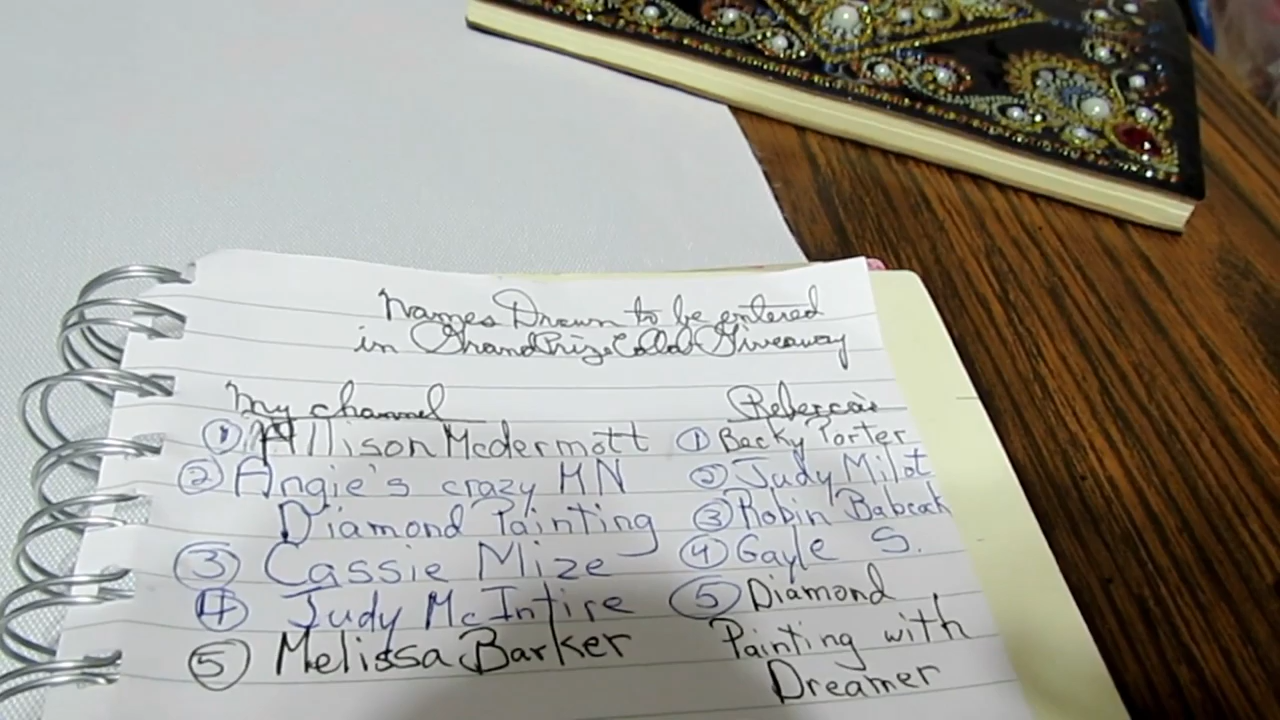 Names Drawn to be entered
in Grand Prize Collab Giveaway
My channel
① Allison Mcdermott
② Angie's crazy MN
Diamond Painting
③ Cassie Mize
④ Judy McIntire
⑤ Melissa Barker
Rebecca's
① Becky Porter
② Judy Milot
③ Robin Babcock
④ Gayle S.
⑤ Diamond
Painting with
Dreamer